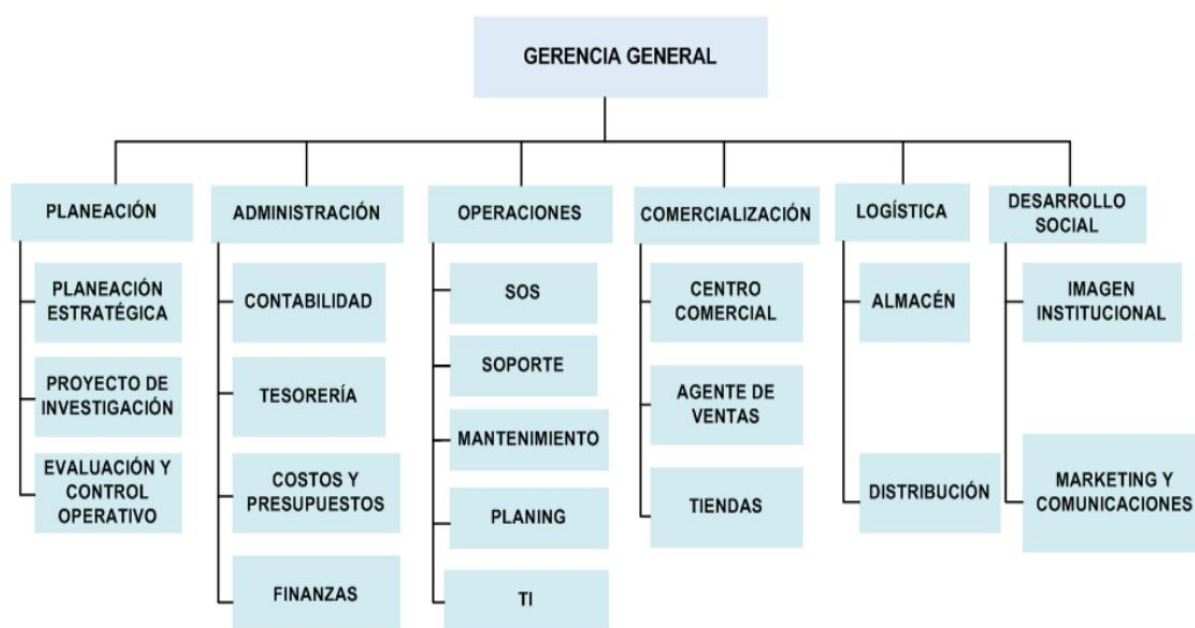 GERENCIA GENERAL
PLANEACIÓN
PLANEACIÓN
ESTRATÉGICA
PROYECTO DE
INVESTIGACIÓN
EVALUACIÓN Y
CONTROL
OPERATIVO
ADMINISTRACIÓN
CONTABILIDAD
TESORERÍA
COSTOS Y
PRESUPUESTOS
FINANZAS
OPERACIONES
SOS
SOPORTE
MANTENIMIENTO
PLANING
TI
COMERCIALIZACIÓN
CENTRO
COMERCIAL
AGENTE DE
VENTAS
TIENDAS
LOGÍSTICA
ALMACÉN
DISTRIBUCIÓN
DESARROLLO
SOCIAL
IMAGEN
INSTITUCIONAL
MARKETING Y
COMUNICACIONES